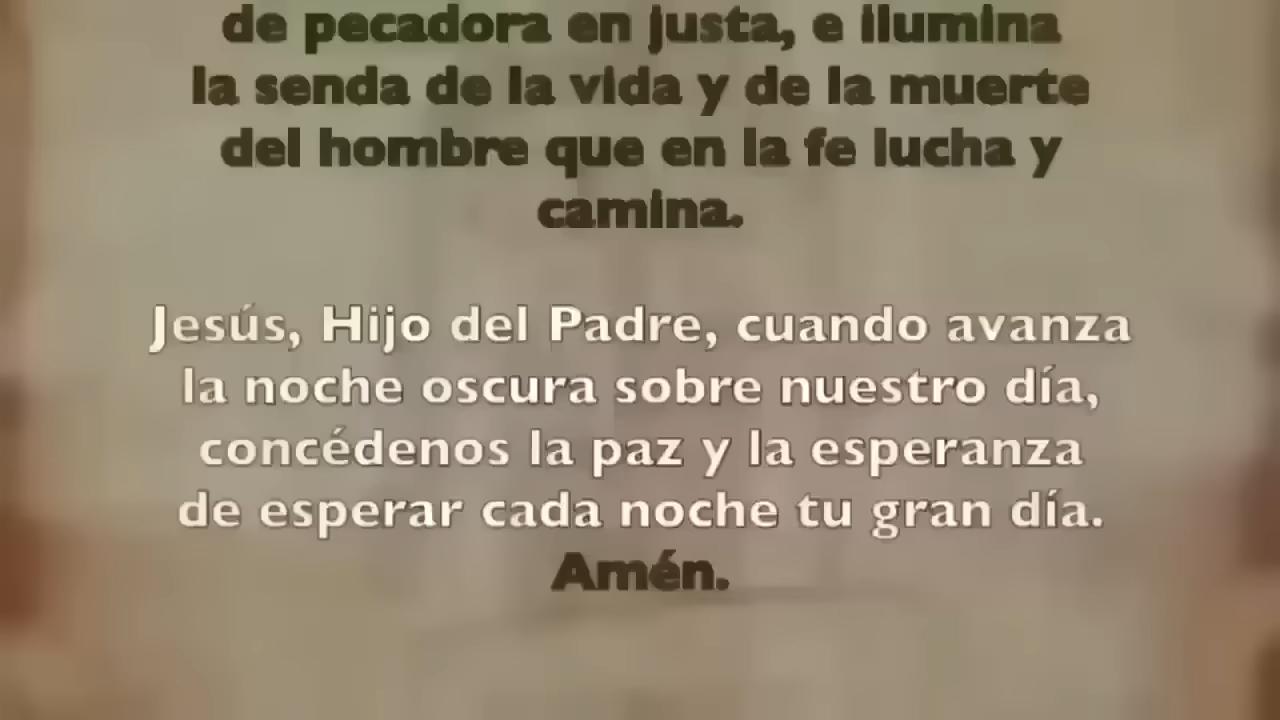 de pecadora en justa, e ilumina
la senda de la vida y de la muerte
del hombre que en la fe lucha y
camina.
Jesús, Hijo del Padre, cuando avanza
la noche oscura sobre nuestro día,
concédenos la paz y la esperanza
de esperar cada noche tu gran día.
Amén.